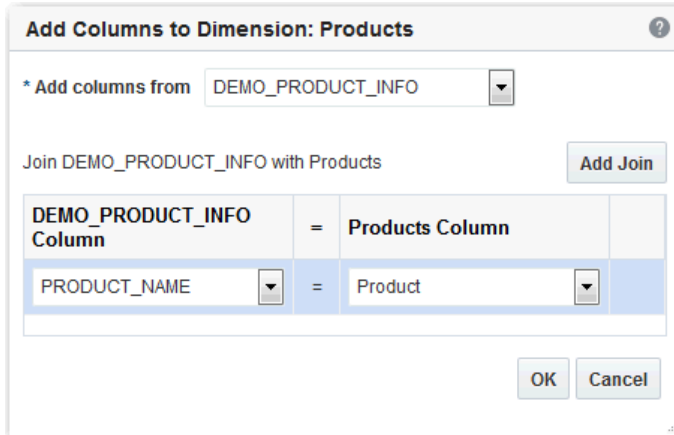 Add Columns to Dimension: Products ?
* Add columns from DEMO_PRODUCT_INFO
Join DEMO_PRODUCT_INFO with Products Add Join
DEMO_PRODUCT_INFO
Column = Products Column
PRODUCT_NAME = Product
OK Cancel